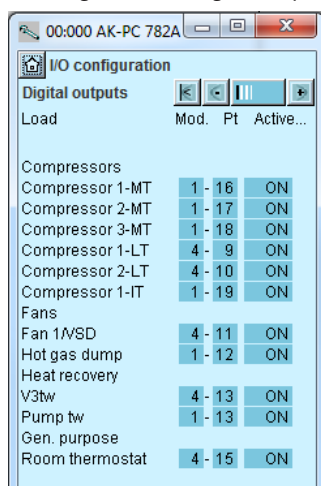 00:000 AK-PC 782A
I/O configuration
Digital outputs
Load Mod. Pt Active...
Compressors
Compressor 1-MT 1 - 16 ON
Compressor 2-MT 1 - 17 ON
Compressor 3-MT 1 - 18 ON
Compressor 1-LT 4 - 9 ON
Compressor 2-LT 4 - 10 ON
Compressor 1-IT 1 - 19 ON
Fans
Fan 1/VSD 4 - 11 ON
Hot gas dump 1 - 12 ON
Heat recovery
V3tw 4 - 13 ON
Pump tw 1 - 13 ON
Gen. purpose
Room thermostat 4 - 15 ON